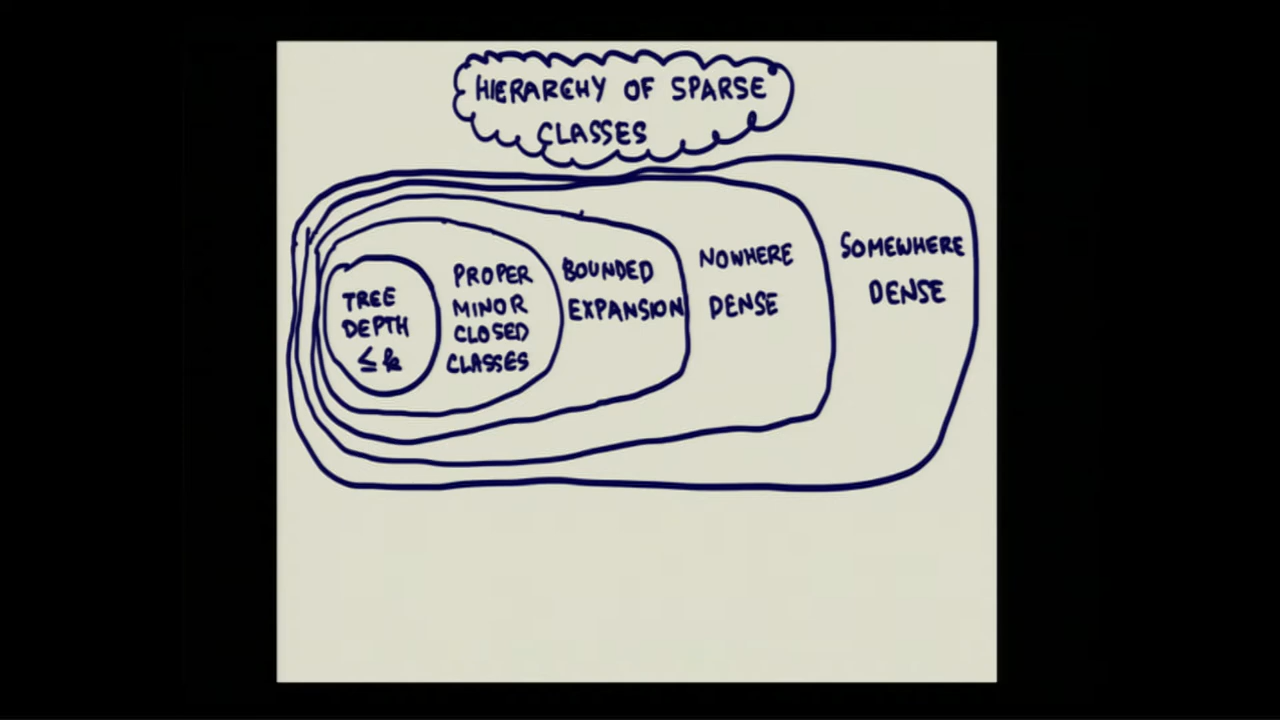 HIERARCHY OF SPARSE
CLASSES
TREE
DEPTH
≤ k
PROPER
MINOR
CLOSED
CLASSES
BOUNDED
EXPANSION
NOWHERE
DENSE
SOMEWHERE
DENSE